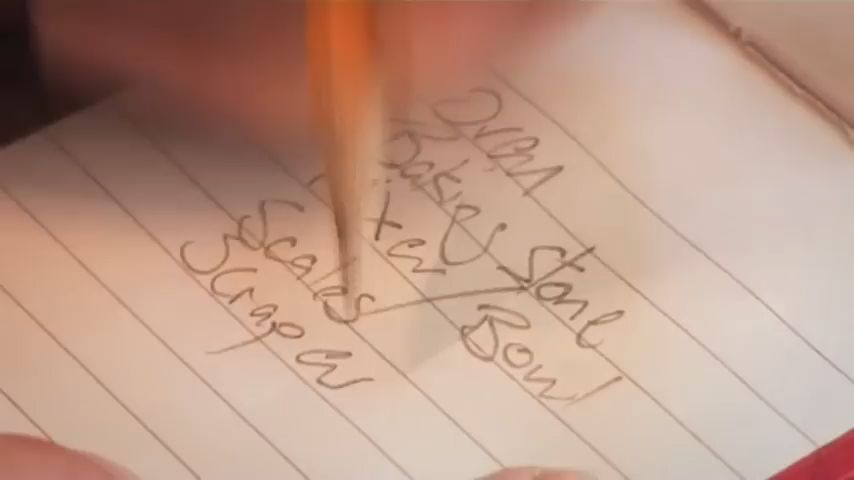 Oven
Baking Stone
Mixer / Bowl
Scales
Scraper